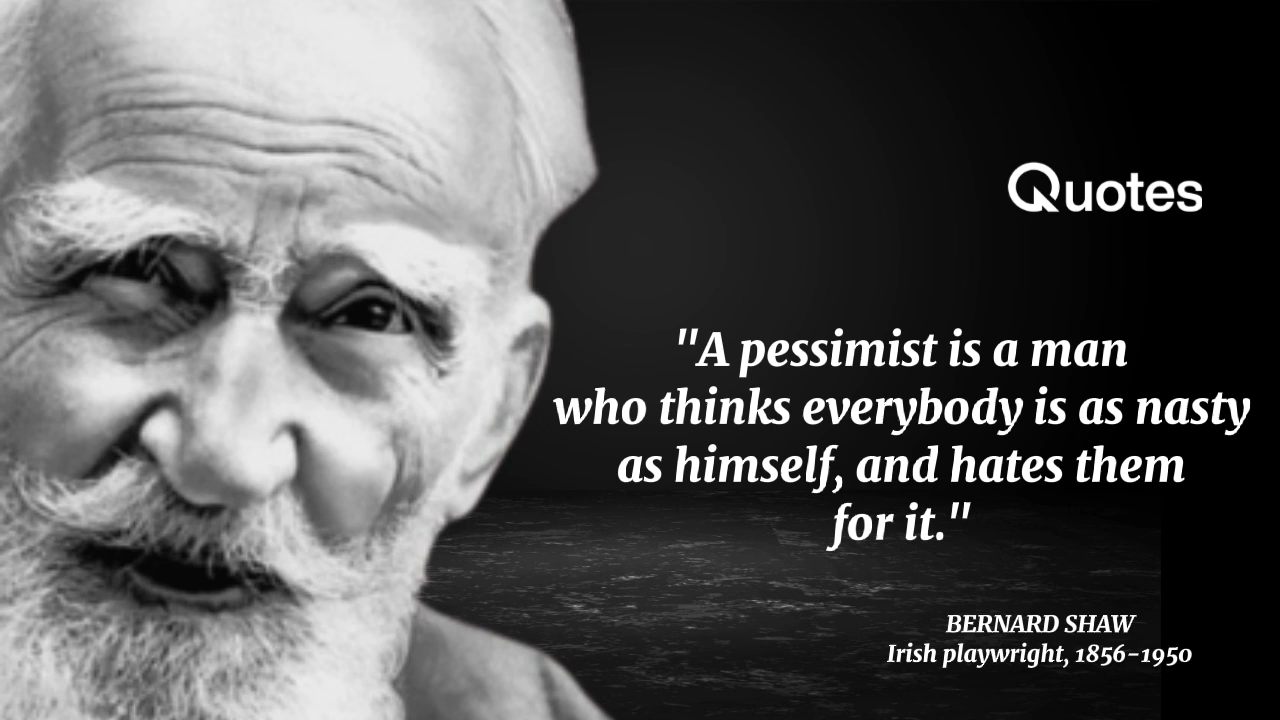 Quotes
"A pessimist is a man
who thinks everybody is as nasty
as himself, and hates them
for it."
BERNARD SHAW
Irish playwright, 1856-1950